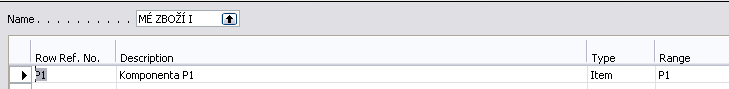 Name . . . . . . . . . . MÉ ZBOŽÍ I
Row Ref. No. Description Type Range
P1 Komponenta P1 Item P1